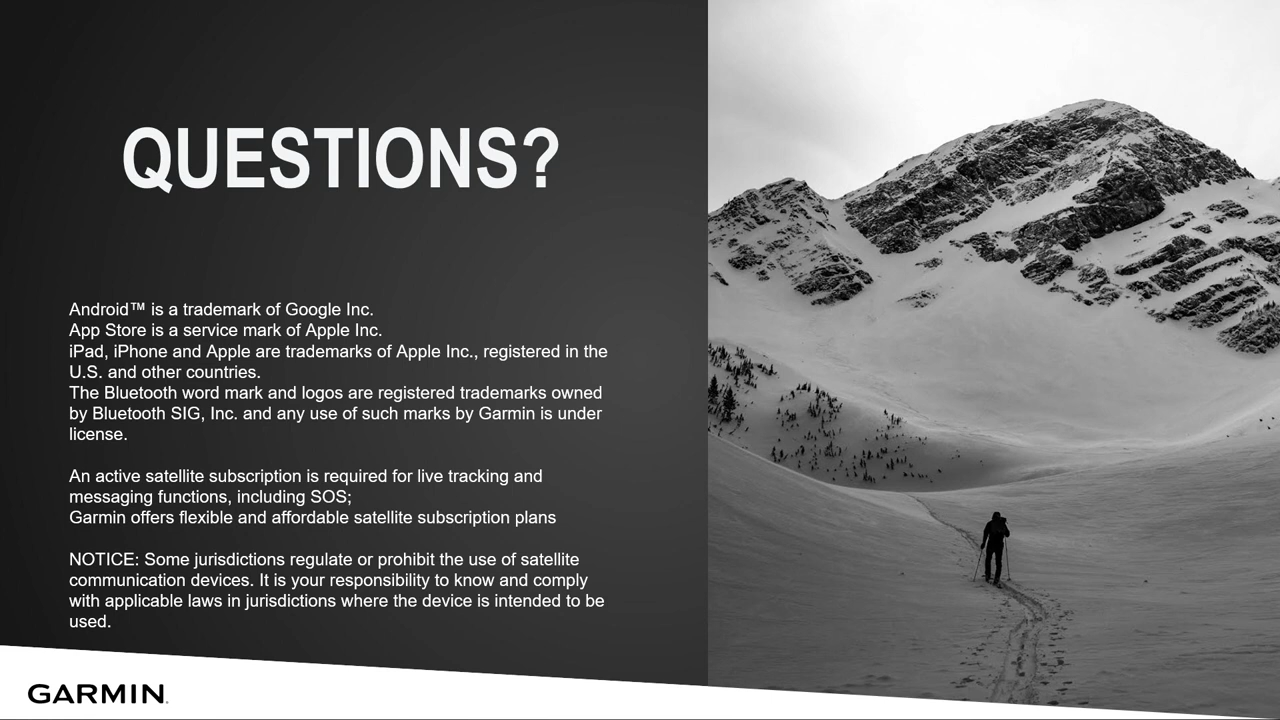 QUESTIONS?
Android™ is a trademark of Google Inc.
App Store is a service mark of Apple Inc.
iPad, iPhone and Apple are trademarks of Apple Inc., registered in the
U.S. and other countries.
The Bluetooth word mark and logos are registered trademarks owned
by Bluetooth SIG, Inc. and any use of such marks by Garmin is under
license.
An active satellite subscription is required for live tracking and
messaging functions, including SOS;
Garmin offers flexible and affordable satellite subscription plans
NOTICE: Some jurisdictions regulate or prohibit the use of satellite
communication devices. It is your responsibility to know and comply
with applicable laws in jurisdictions where the device is intended to be
used.
GARMIN